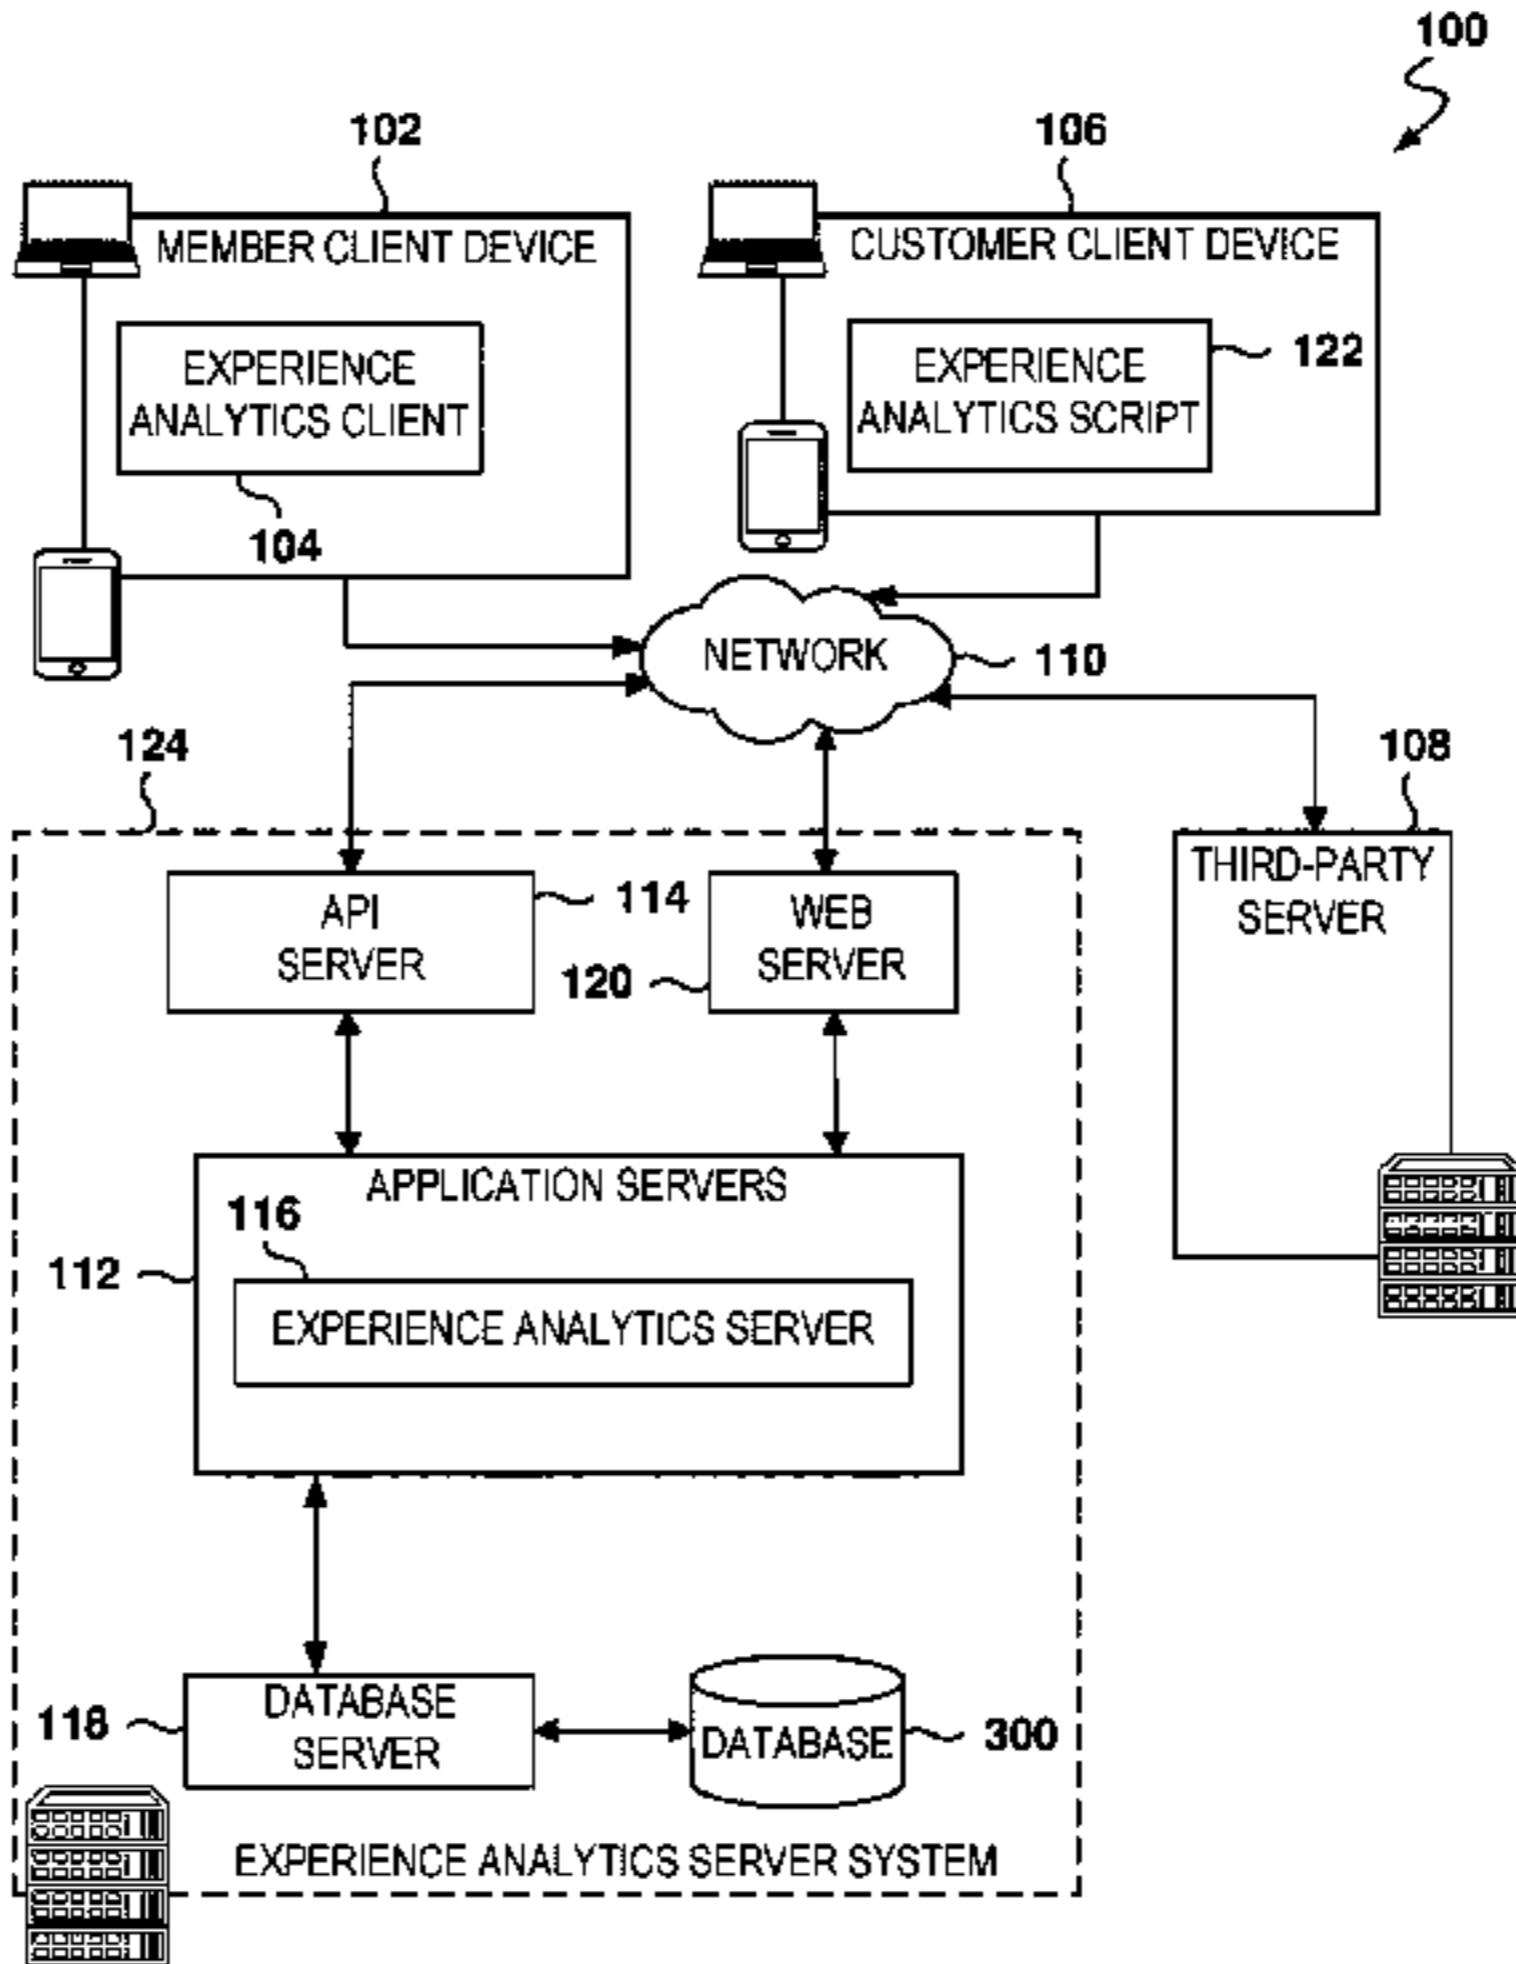 100
102
106
MEMBER CLIENT DEVICE
CUSTOMER CLIENT DEVICE
EXPERIENCE
ANALYTICS CLIENT
104
EXPERIENCE
ANALYTICS SCRIPT
122
NETWORK
110
124
108
API
SERVER
114
WEB
SERVER
120
THIRD-PARTY
SERVER
APPLICATION SERVERS
116
112
EXPERIENCE ANALYTICS SERVER
DATABASE
SERVER
118
DATABASE
300
EXPERIENCE ANALYTICS SERVER SYSTEM